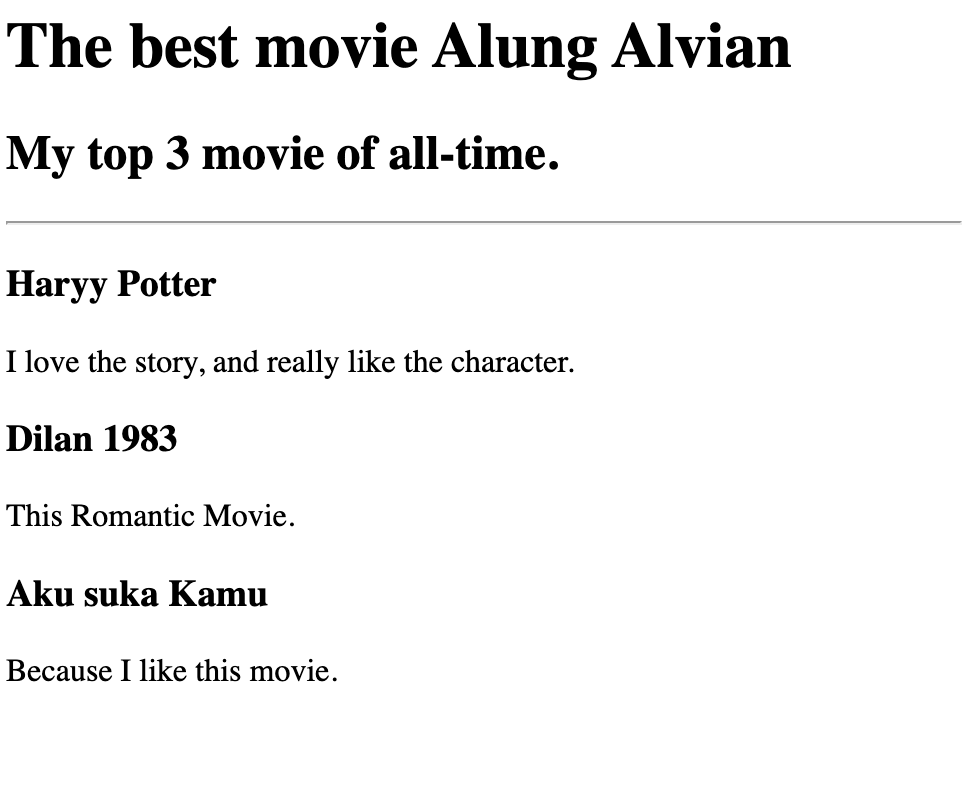 The best movie Alung Alvian
My top 3 movie of all-time.
Haryy Potter
I love the story, and really like the character.
Dilan 1983
This Romantic Movie.
Aku suka Kamu
Because I like this movie.